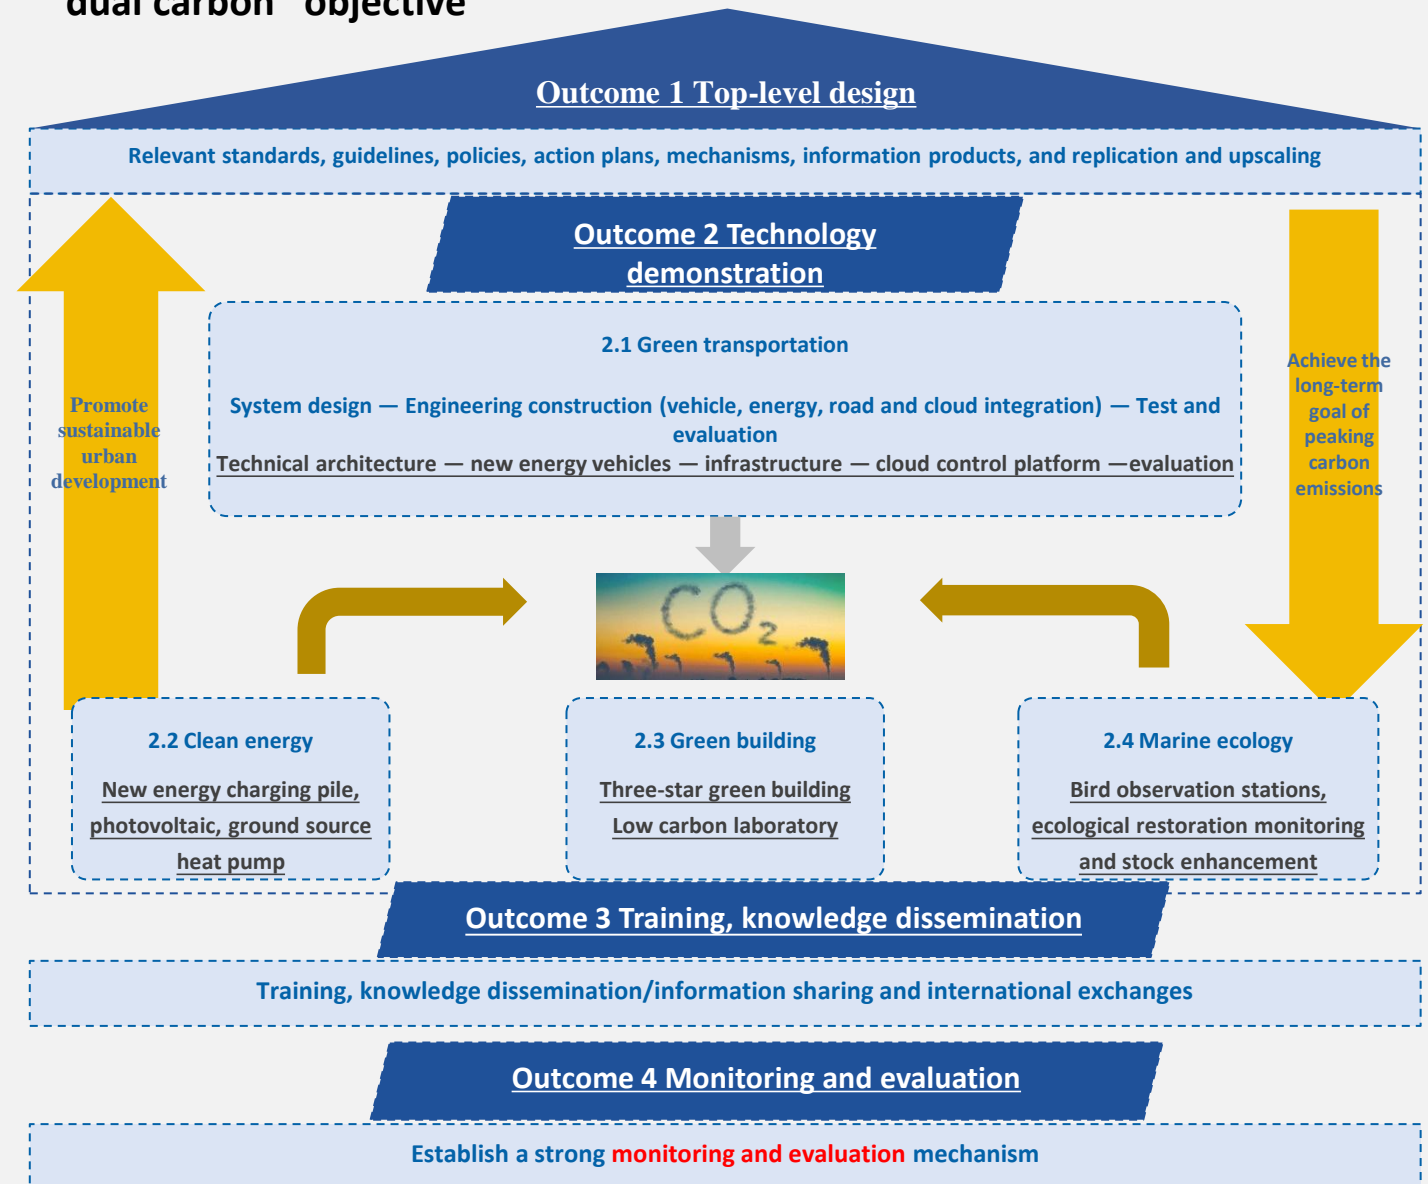 dual carbon" objective
Outcome 1 Top-level design
Relevant standards, guidelines, policies, action plans, mechanisms, information products, and replication and upscaling
Outcome 2 Technology
demonstration
2.1 Green transportation
System design — Engineering construction (vehicle, energy, road and cloud integration) — Test and
evaluation
Technical architecture — new energy vehicles — infrastructure — cloud control platform —evaluation
Promote
sustainable
urban
development
Achieve the
long-term
goal of
peaking
carbon
emissions
CO2
2.2 Clean energy
New energy charging pile,
photovoltaic, ground source
heat pump
2.3 Green building
Three-star green building
Low carbon laboratory
2.4 Marine ecology
Bird observation stations,
ecological restoration monitoring
and stock enhancement
Outcome 3 Training, knowledge dissemination
Training, knowledge dissemination/information sharing and international exchanges
Outcome 4 Monitoring and evaluation
Establish a strong monitoring and evaluation mechanism